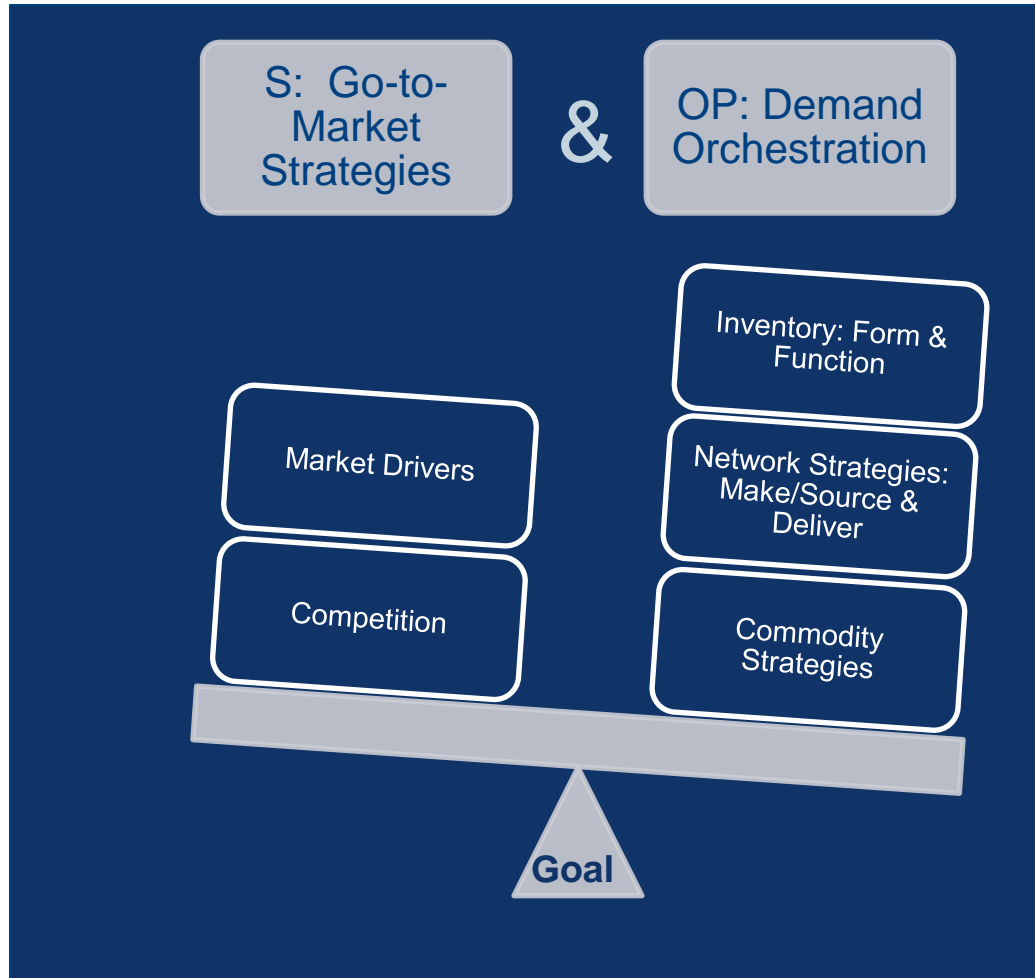 S: Go-to-
Market
Strategies
&
OP: Demand
Orchestration
Market Drivers
Competition
Inventory: Form &
Function
Network Strategies:
Make/Source &
Deliver
Commodity
Strategies
Goal